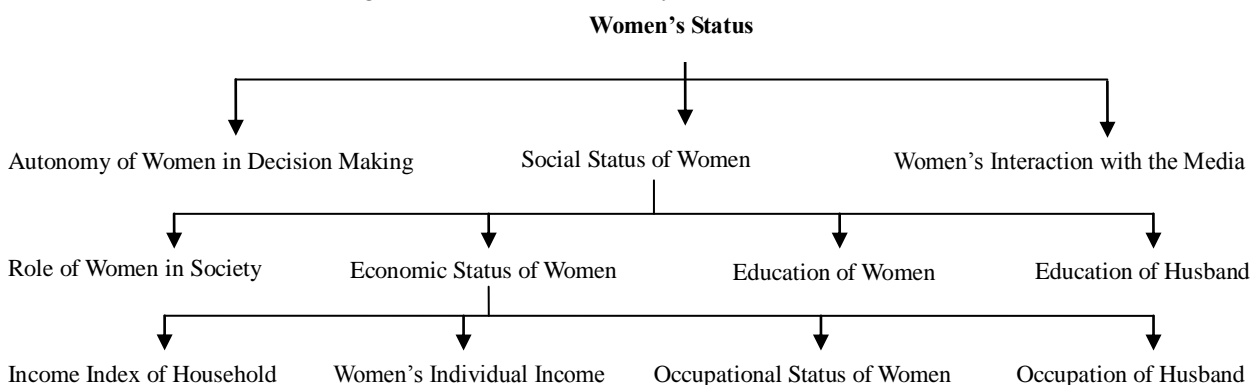 Women’s Status
Autonomy of Women in Decision Making
Social Status of Women
Women’s Interaction with the Media
Role of Women in Society
Economic Status of Women
Education of Women
Education of Husband
Income Index of Household
Women’s Individual Income
Occupational Status of Women
Occupation of Husband